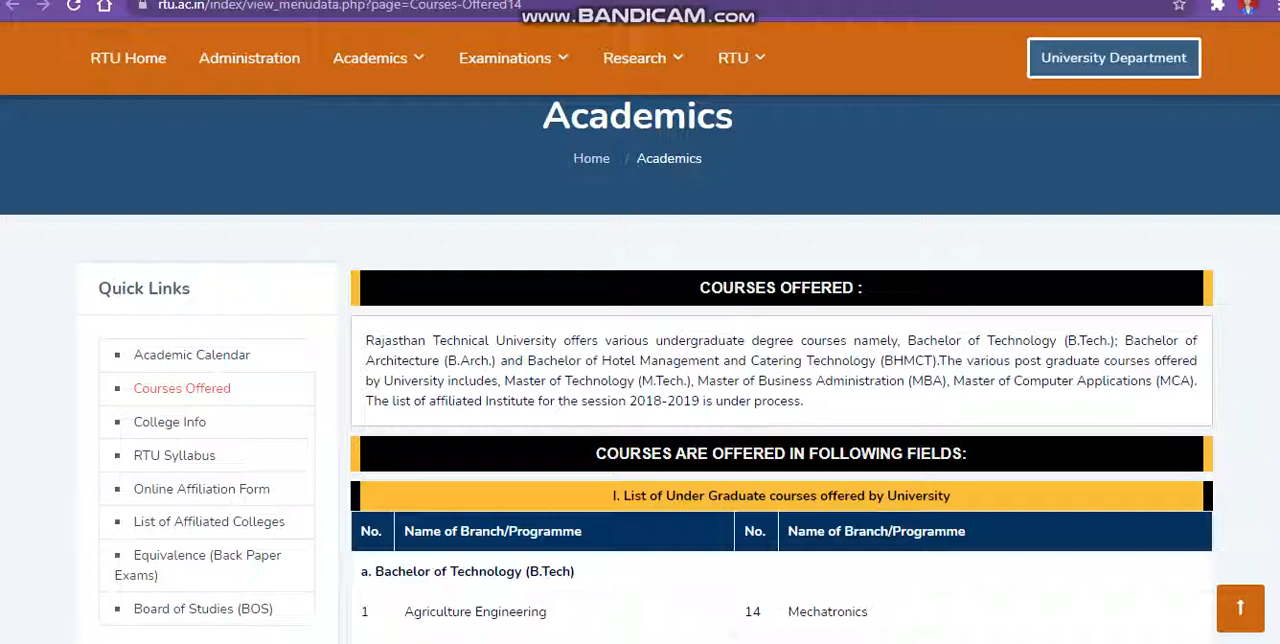 rtu.ac.in/index/view_menudata.php?page=Courses-Offered14
www.BANDICAM.com
RTU Home Administration Academics Examinations Research RTU University Department
Academics
Home / Academics
Quick Links
Academic Calendar
Courses Offered
College Info
RTU Syllabus
Online Affiliation Form
List of Affiliated Colleges
Equivalence (Back Paper
Exams)
Board of Studies (BOS)
COURSES OFFERED :
Rajasthan Technical University offers various undergraduate degree courses namely, Bachelor of Technology (B.Tech.); Bachelor of
Architecture (B.Arch.) and Bachelor of Hotel Management and Catering Technology (BHMCT).The various post graduate courses offered
by University includes, Master of Technology (M.Tech.), Master of Business Administration (MBA), Master of Computer Applications (MCA).
The list of affiliated Institute for the session 2018-2019 is under process.
COURSES ARE OFFERED IN FOLLOWING FIELDS:
I. List of Under Graduate courses offered by University
No. Name of Branch/Programme No. Name of Branch/Programme
a. Bachelor of Technology (B.Tech)
1 Agriculture Engineering 14 Mechatronics